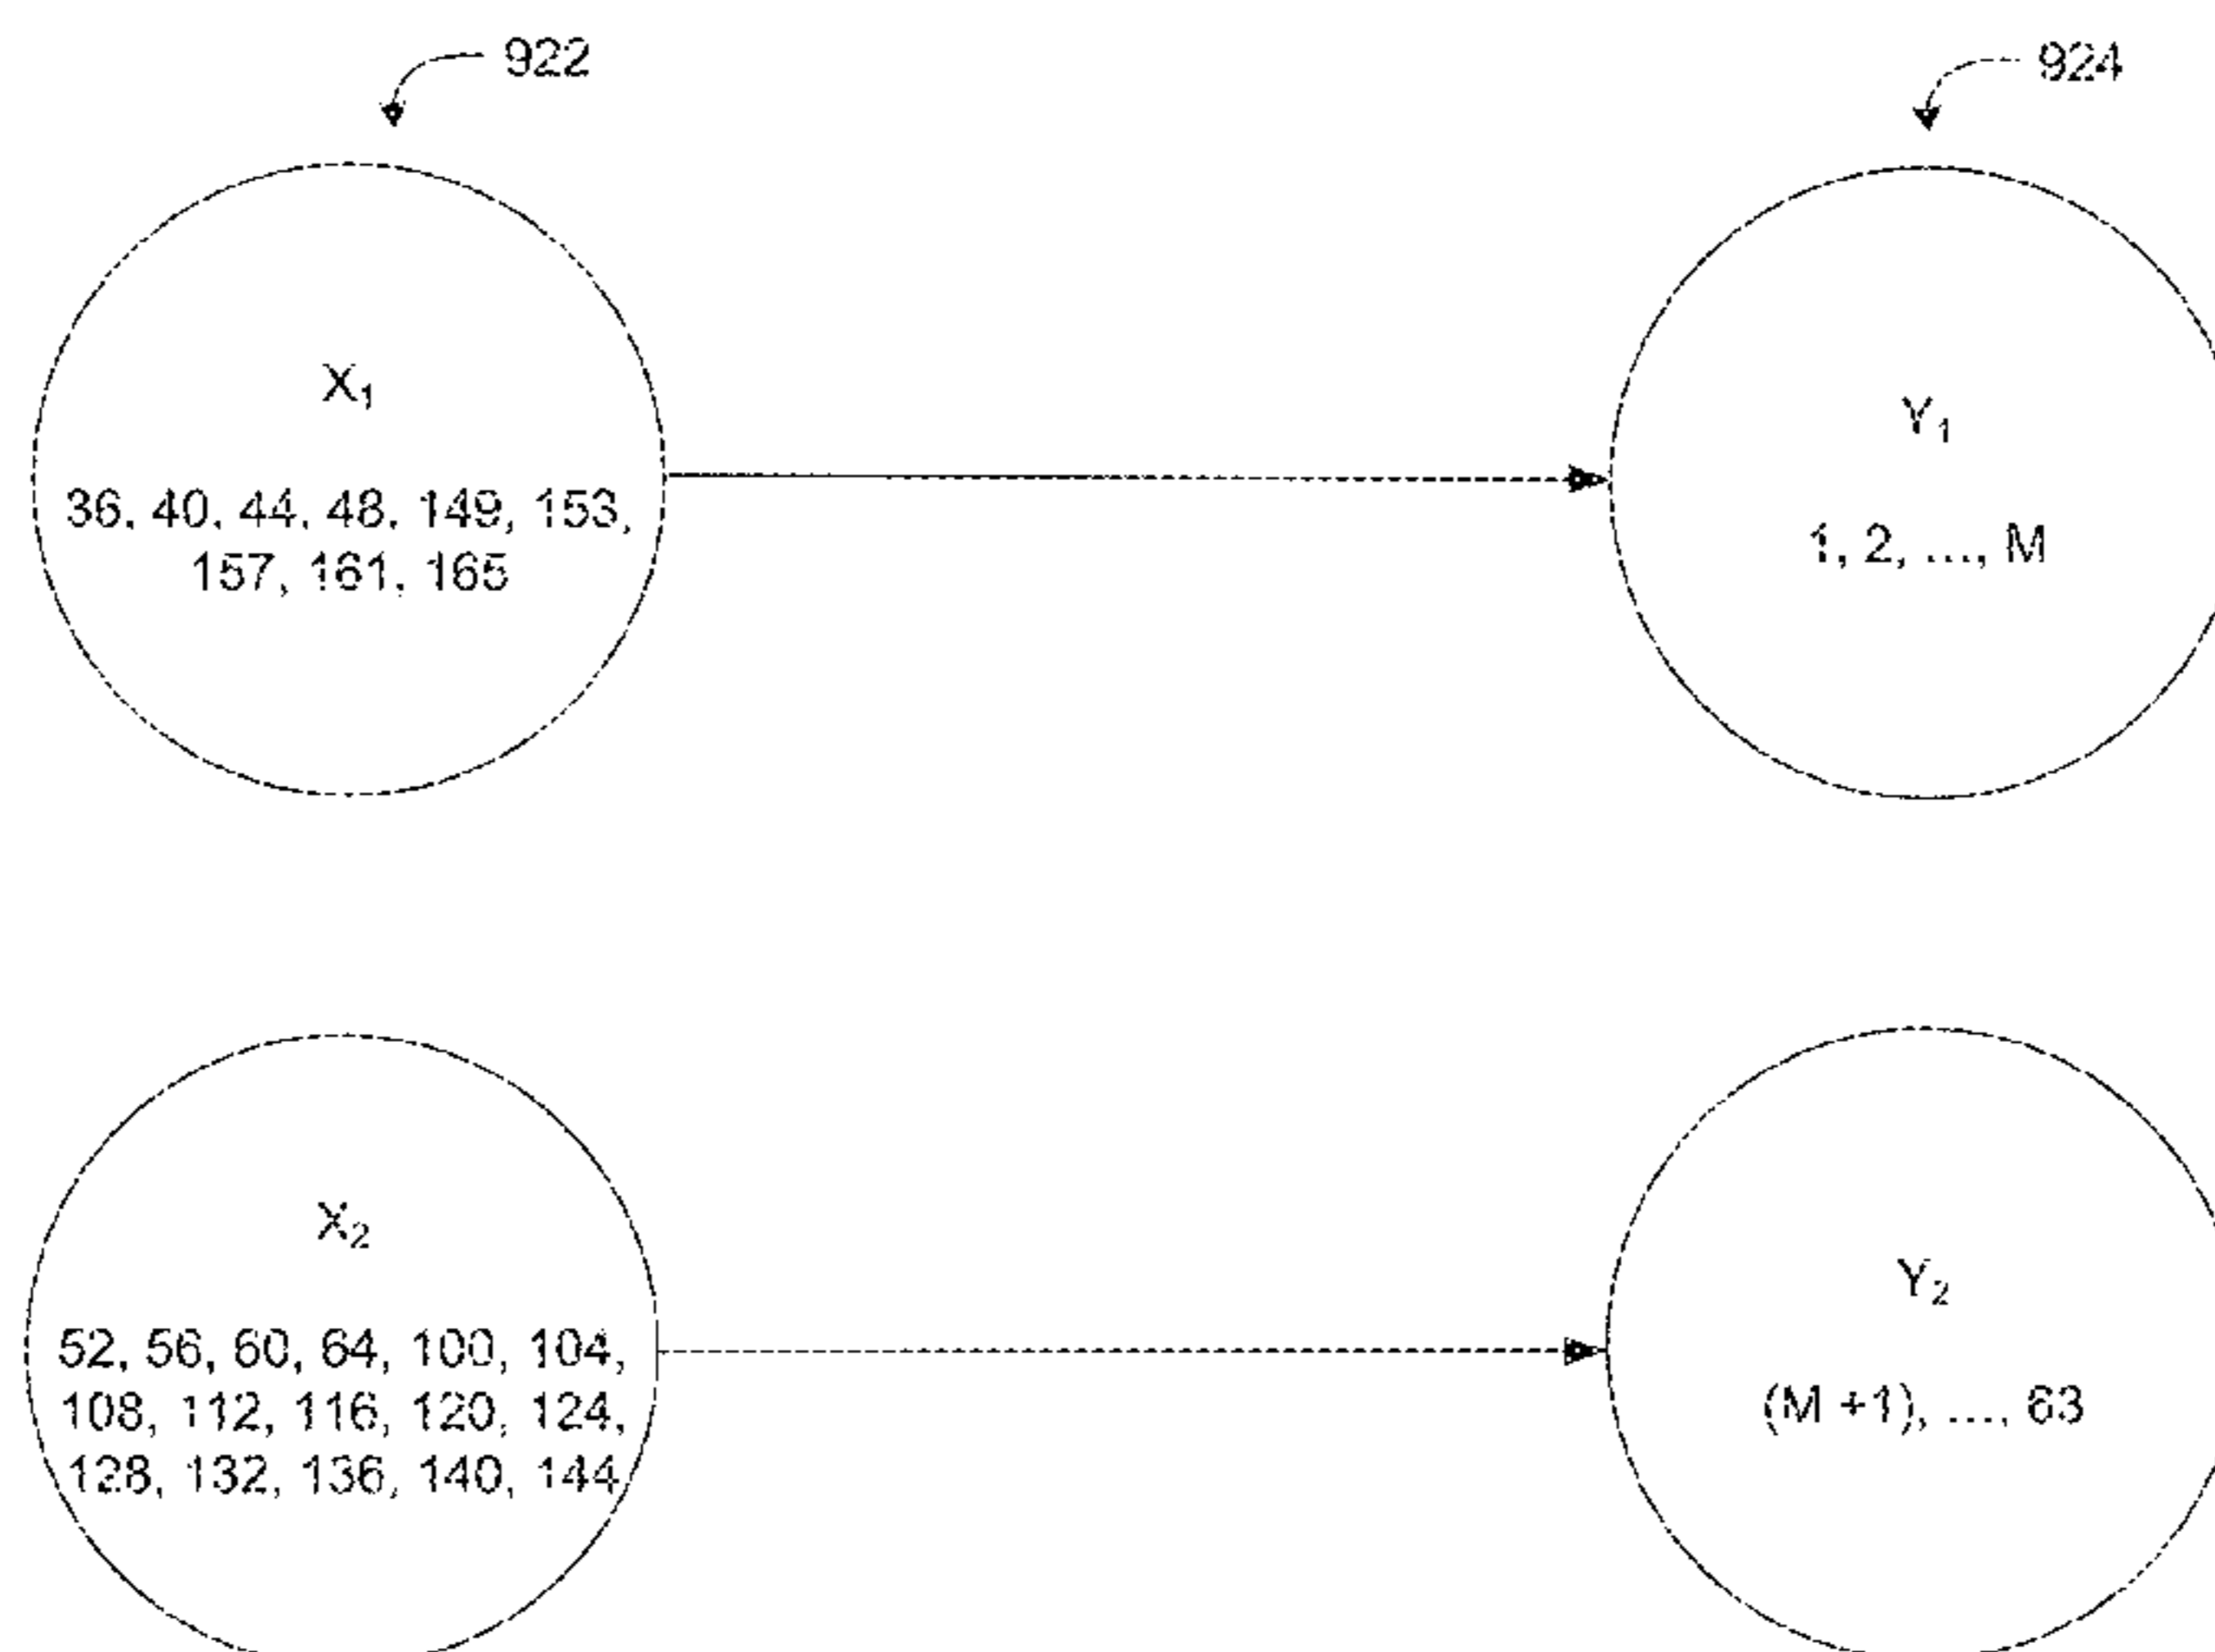 922
924
X₁
36, 40, 44, 48, 149, 153,
157, 161, 165
Y₁
1, 2, ..., M
X₂
52, 56, 60, 64, 100, 104,
108, 112, 116, 120, 124,
128, 132, 136, 140, 144
Y₂
(M +1), ..., 63